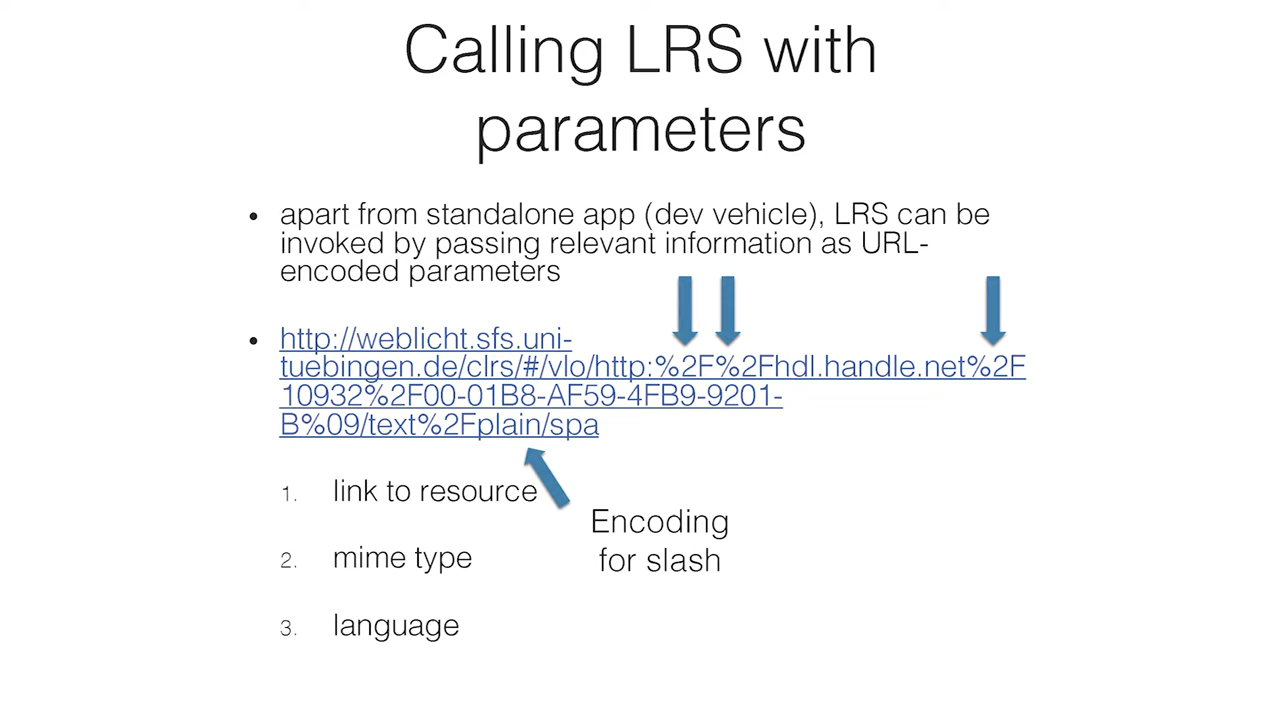 Calling LRS with
parameters
• apart from standalone app (dev vehicle), LRS can be
invoked by passing relevant information as URL-
encoded parameters
• http://weblicht.sfs.uni-
tuebingen.de/clrs/#/vlo/http:%2F%2Fhdl.handle.net%2F
10932%2F00-01B8-AF59-4FB9-9201-
B%09/text%2Fplain/spa
1. link to resource
Encoding
for slash
2. mime type
3. language